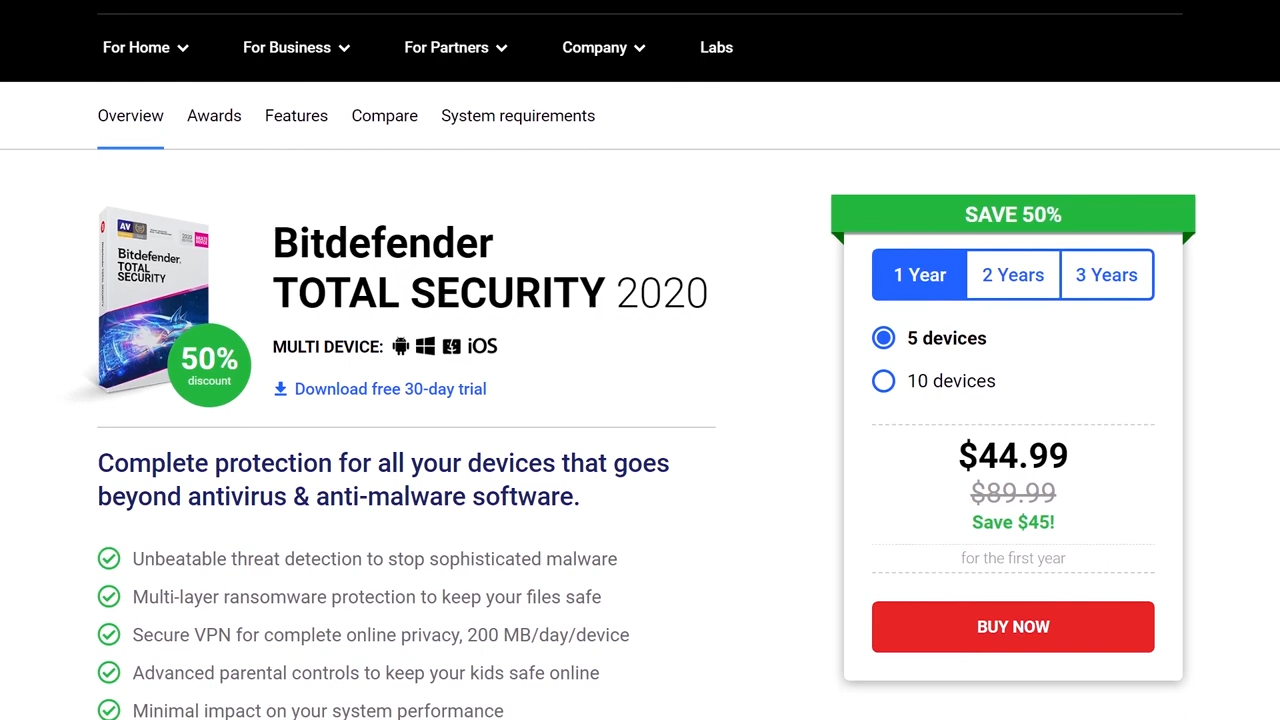 For Home
For Business
For Partners
Company
Labs
Overview
Awards
Features
Compare
System requirements
AV
2020
Bitdefender
TOTAL
SECURITY
50%
discount
Bitdefender
TOTAL SECURITY 2020
MULTI DEVICE: iOS
Download free 30-day trial
Complete protection for all your devices that goes
beyond antivirus & anti-malware software.
Unbeatable threat detection to stop sophisticated malware
Multi-layer ransomware protection to keep your files safe
Secure VPN for complete online privacy, 200 MB/day/device
Advanced parental controls to keep your kids safe online
Minimal impact on your system performance
SAVE 50%
1 Year
2 Years
3 Years
5 devices
10 devices
$44.99
$89.99
Save $45!
for the first year
BUY NOW